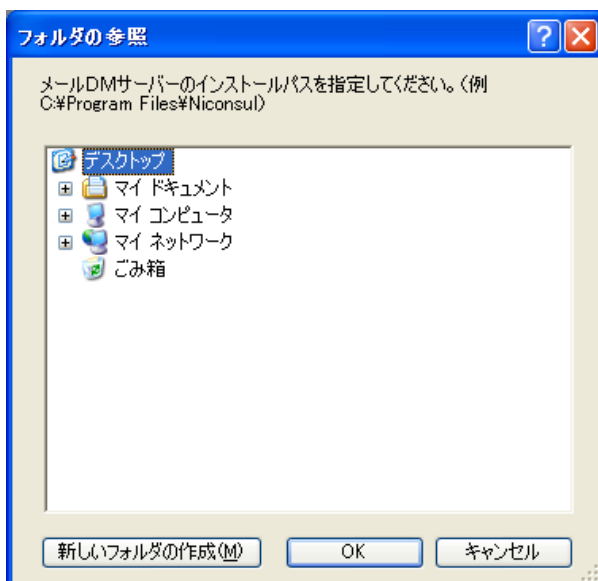 フォルダの参照
メールDMサーバーのインストールパスを指定してください。(例
C:¥Program Files¥Niconsul)
デスクトップ
マイ ドキュメント
マイ コンピュータ
マイ ネットワーク
ごみ箱
新しいフォルダの作成(M) OK キャンセル